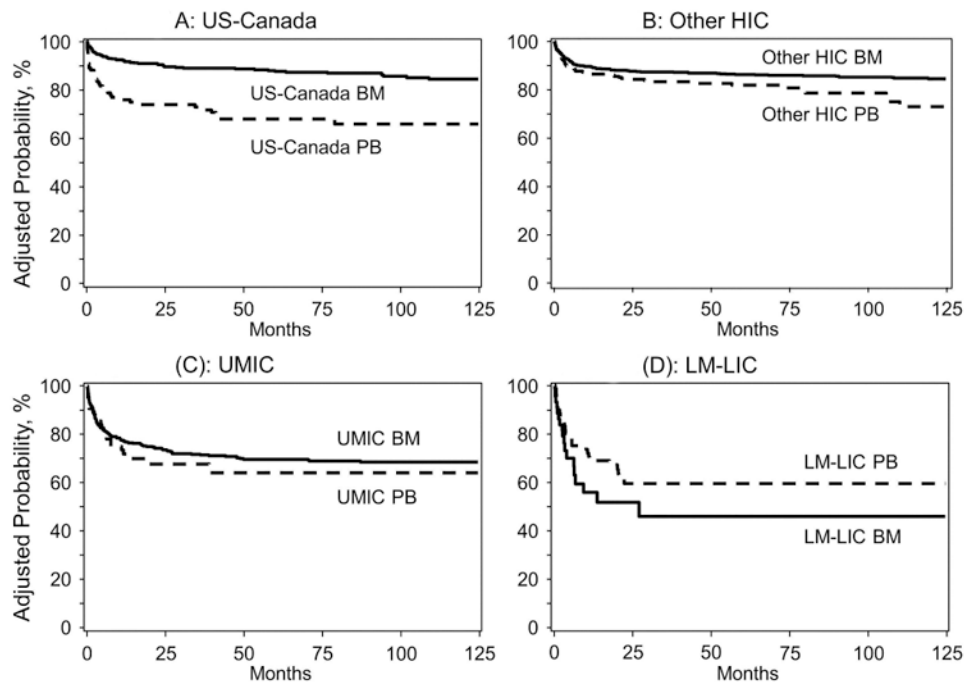 A: US-Canada
Adjusted Probability, %
100
80
60
40
20
0
US-Canada BM
US-Canada PB
0 25 50 75 100 125
Months
B: Other HIC
100
80
60
40
20
0
Other HIC BM
Other HIC PB
0 25 50 75 100 125
Months
(C): UMIC
Adjusted Probability, %
100
80
60
40
20
0
UMIC BM
UMIC PB
0 25 50 75 100 125
Months
(D): LM-LIC
100
80
60
40
20
0
LM-LIC PB
LM-LIC BM
0 25 50 75 100 125
Months